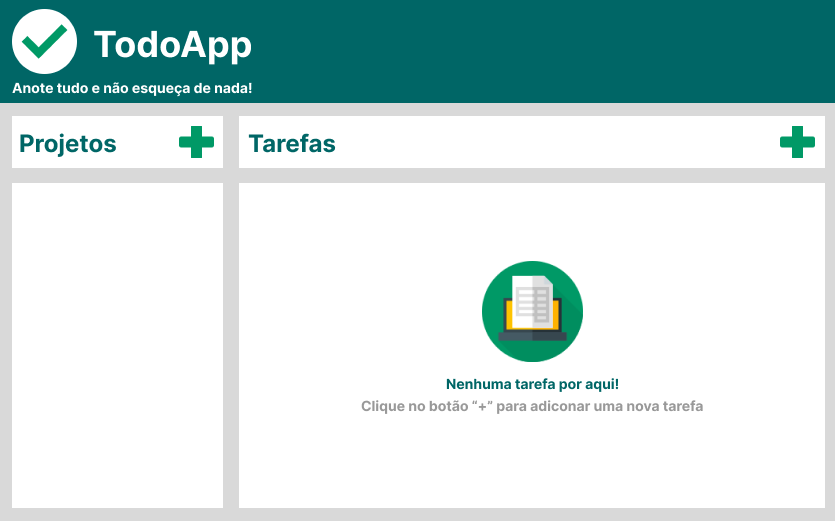 TodoApp
Anote tudo e não esqueça de nada!
Projetos
Tarefas
Nenhuma tarefa por aqui!
Clique no botão “+” para adiconar uma nova tarefa